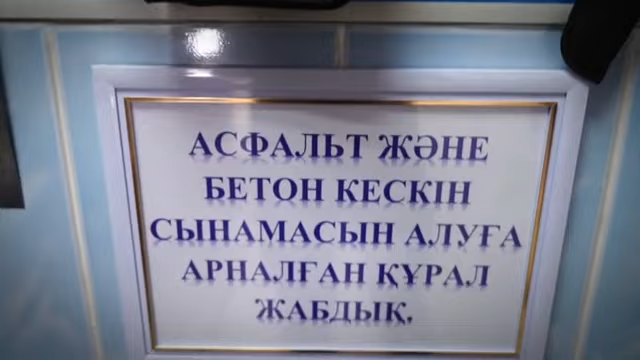 АСФАЛЬТ ЖӘНЕ
БЕТОН КЕСКІН
СЫНАМАСЫН АЛУҒА
АРНАЛҒАН ҚҰРАЛ
ЖАБДЫҚ.